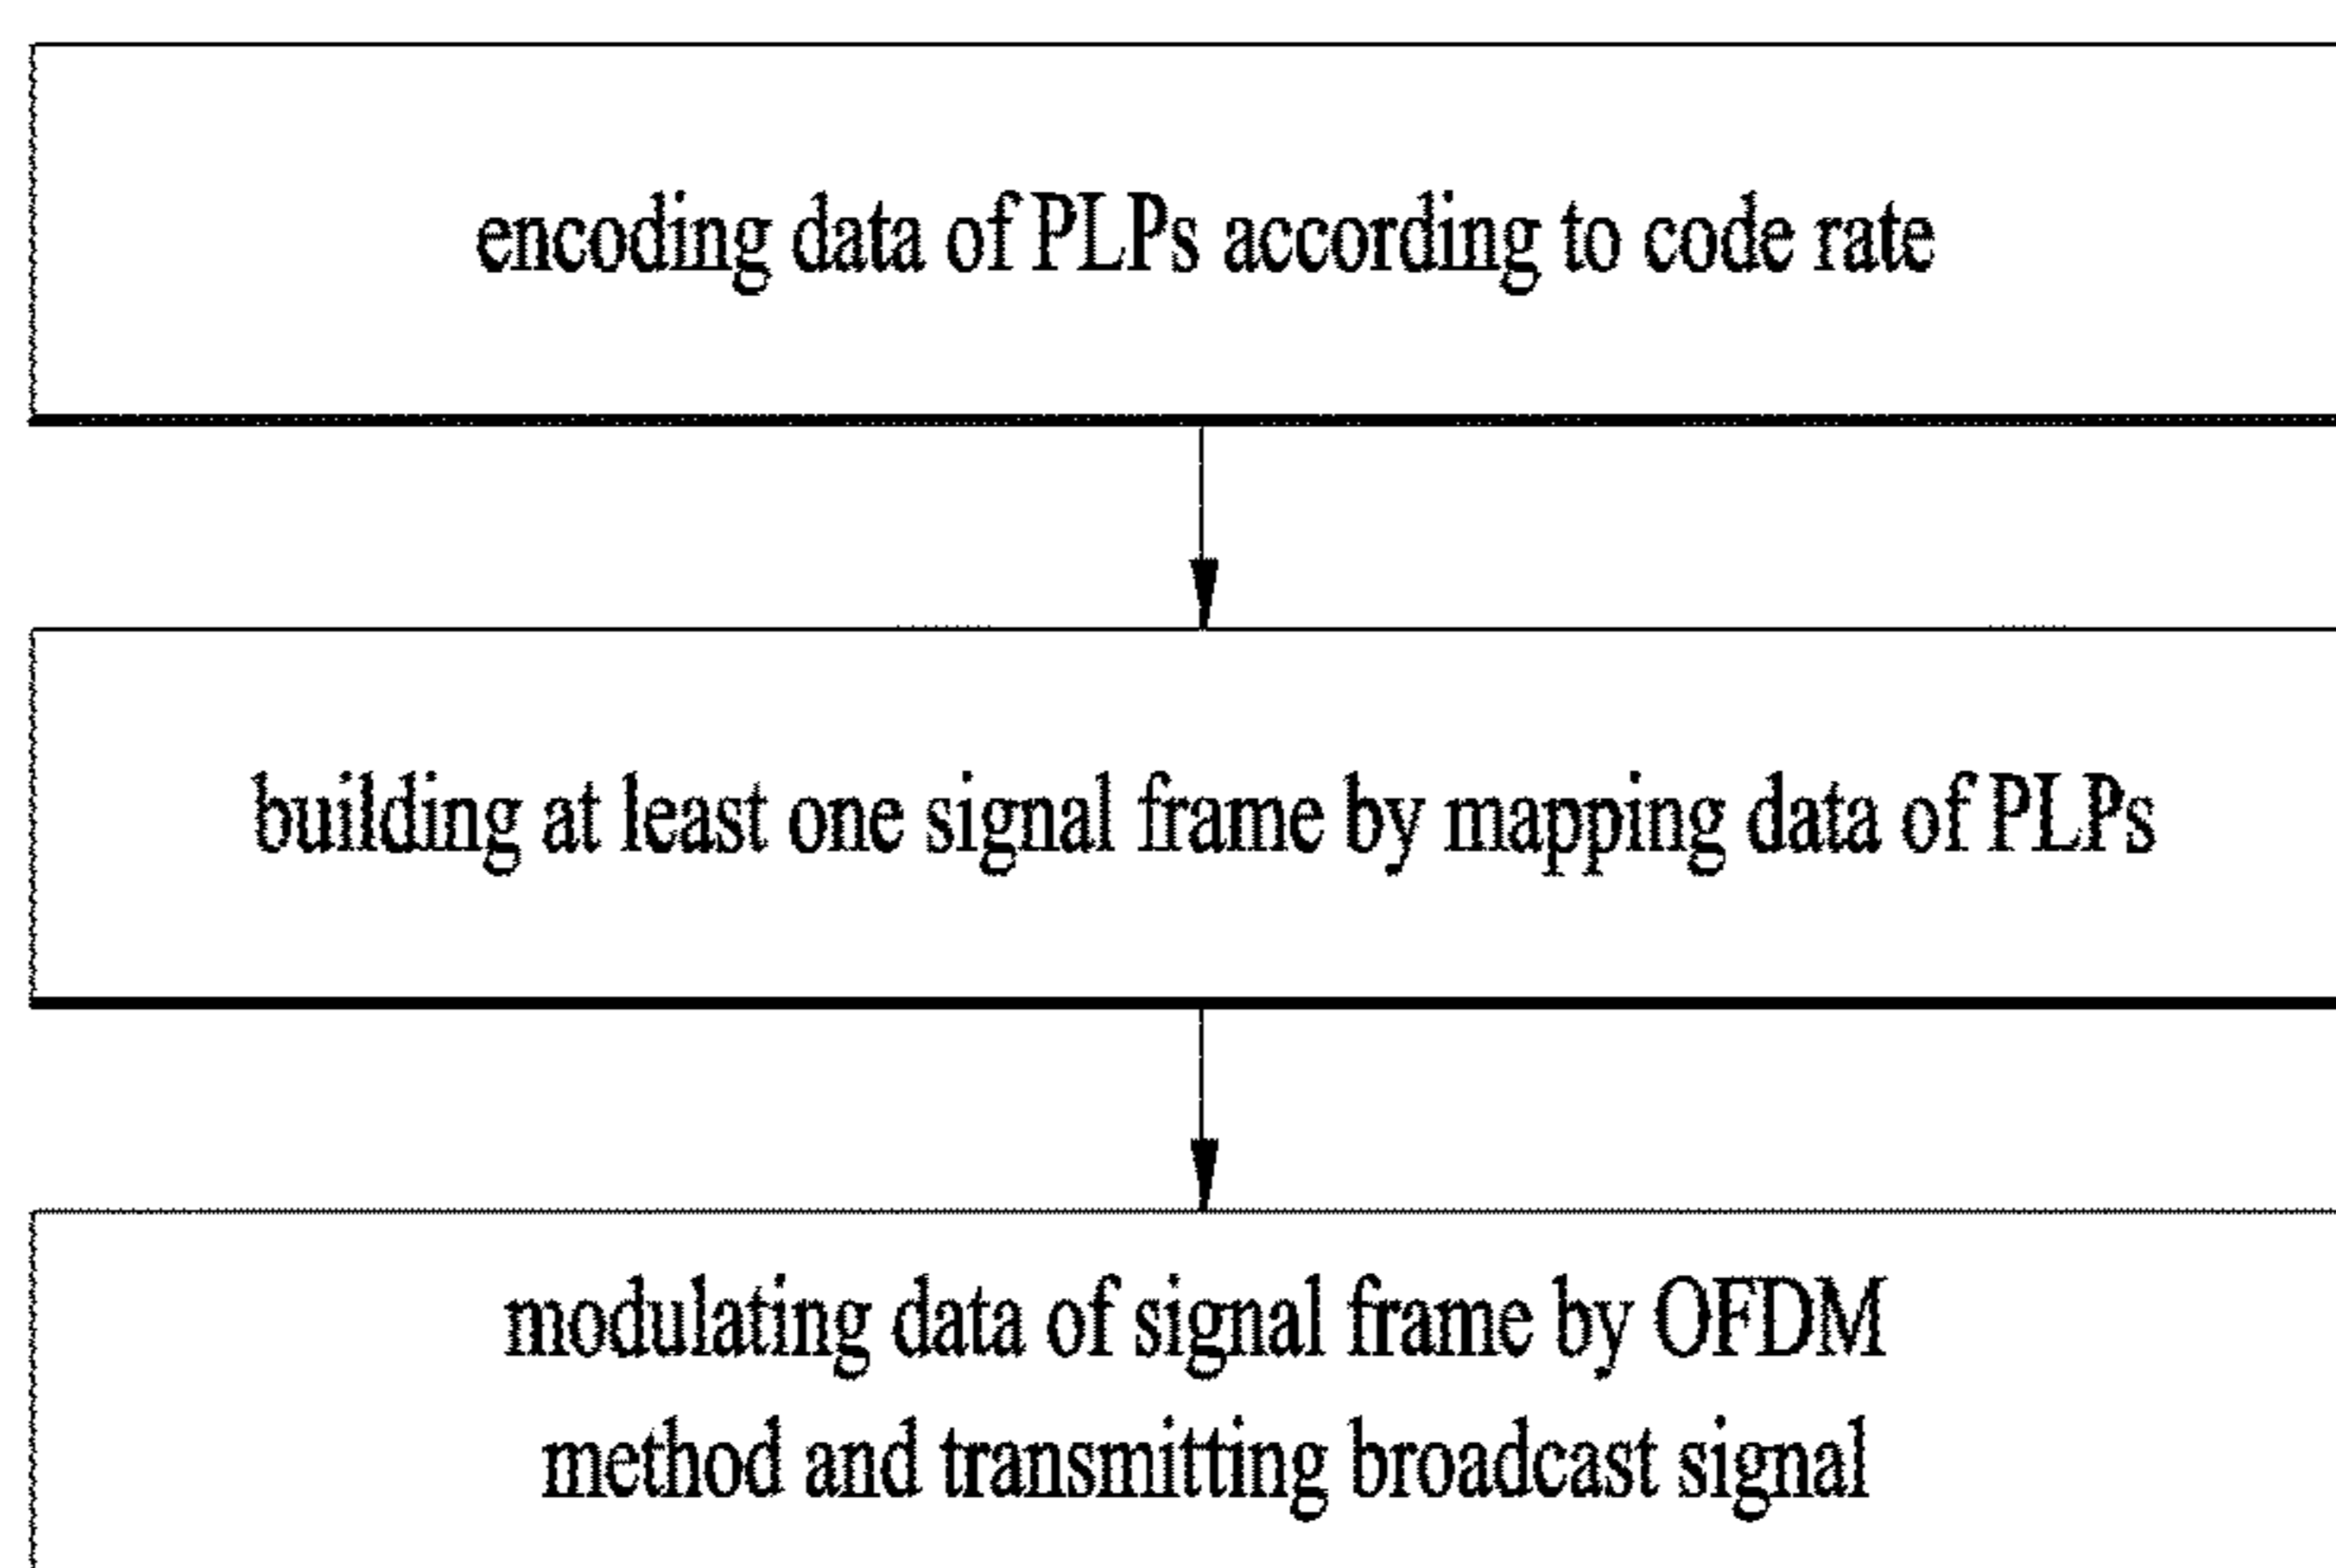 encoding data of PLPs according to code rate
building at least one signal frame by mapping data of PLPs
modulating data of signal frame by OFDM
method and transmitting broadcast signal